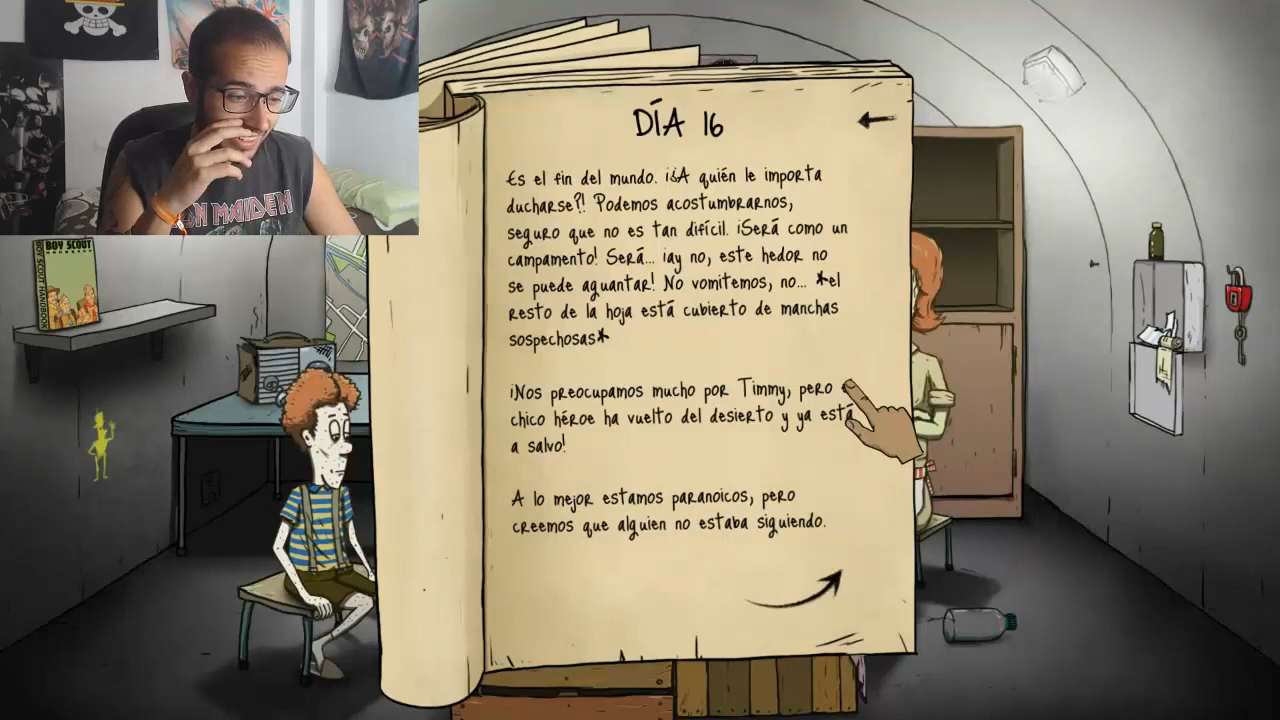 DÍA 16
Es el fin del mundo. ¡¿A quién le importa
ducharse?! Podemos acostumbrarnos,
seguro que no es tan difícil. ¡Será como un
campamento! Será... ¡ay no, este hedor no
se puede aguantar! No vomitemos, no... *el
resto de la hoja está cubierto de manchas
sospechosas*
¡Nos preocupamos mucho por Timmy, pero
chico héroe ha vuelto del desierto y ya está
a salvo!
A lo mejor estamos paranoicos, pero
creemos que alguien no estaba siguiendo.
BOY SCOUT
BOY SCOUT HANDBOOK
IRON MAIDEN